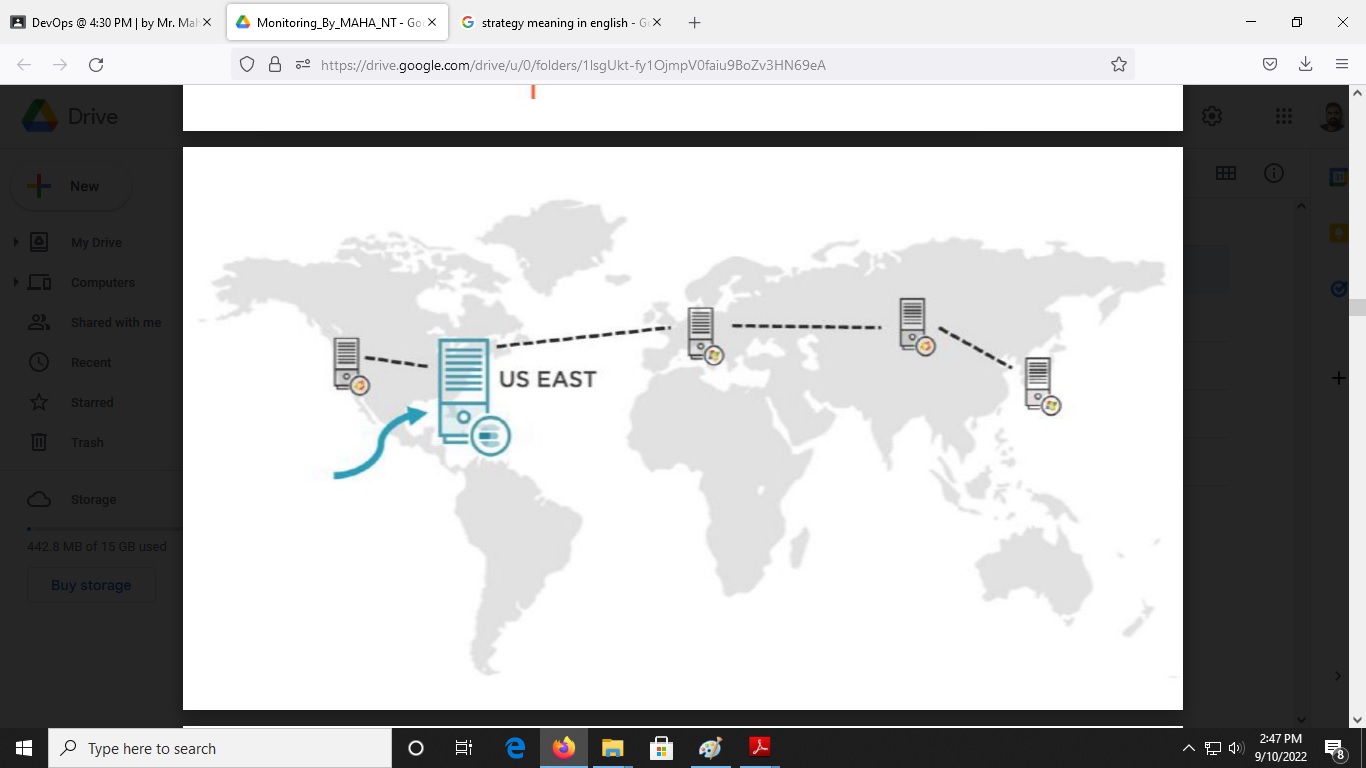 DevOps @ 4:30 PM | by Mr. Mah
Monitoring_By_MAHA_NT - Goo
strategy meaning in english - Go
https://drive.google.com/drive/u/0/folders/1lsgUkt-fy1OjmpV0faiu9BoZv3HN69eA
Drive
New
My Drive
Computers
Shared with me
Recent
Starred
Trash
Storage
442.8 MB of 15 GB used
Buy storage
US EAST
Type here to search
2:47 PM
9/10/2022
8